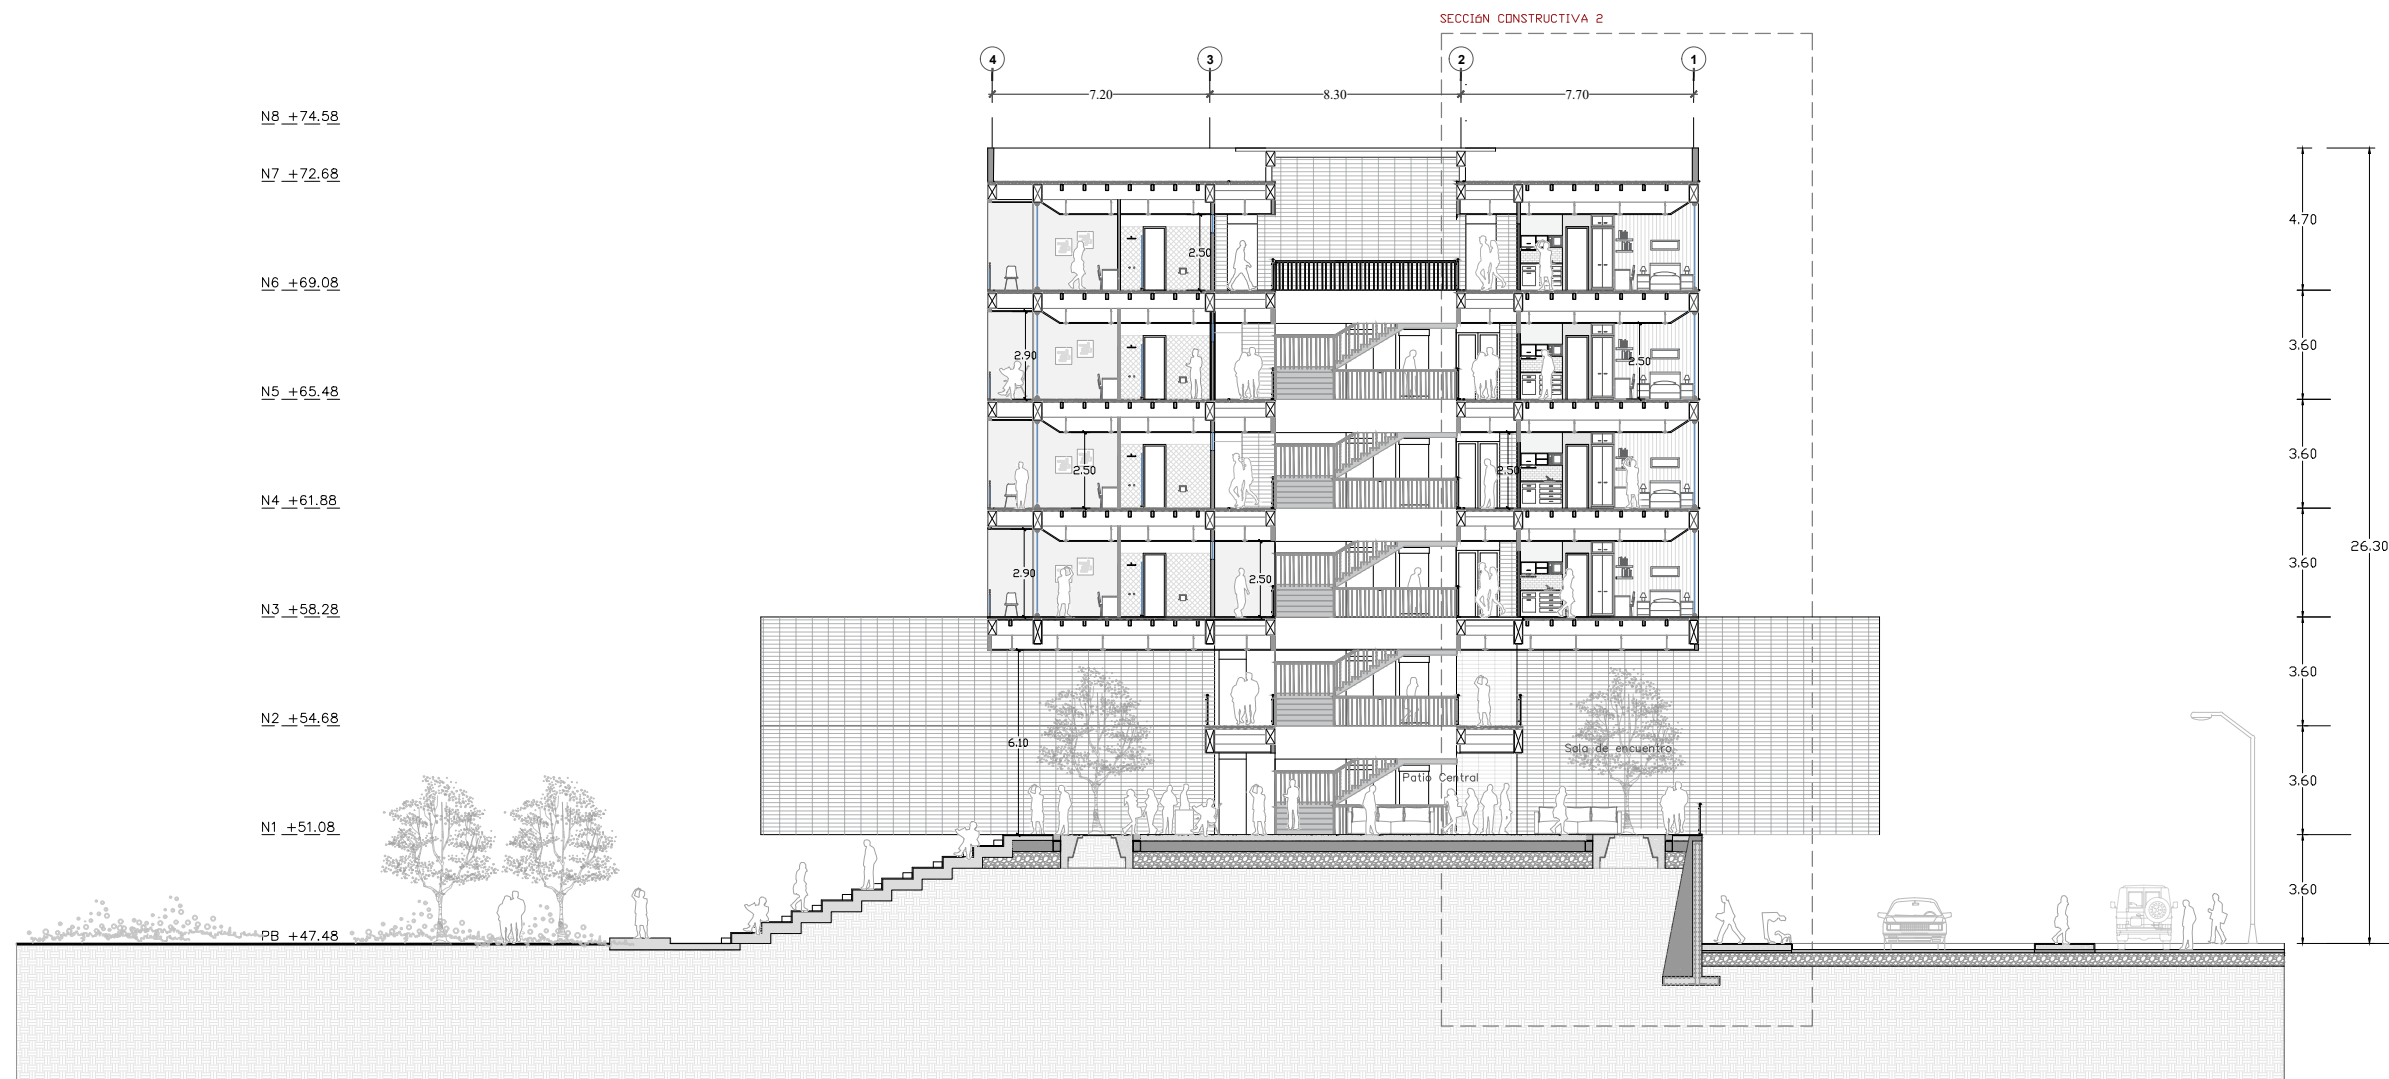 SECCIóN CONSTRUCTIVA 2
4 3 2 1
7.20 8.30 7.70
N8 +74.58
N7 +72.68
4.70
2.50
N6 +69.08
3.60
2.90 2.50
N5 +65.48
3.60
2.50 2.50
N4 +61.88
26.30
3.60
2.90 2.50
N3 +58.28
3.60
N2 +54.68
6.10
Sala de encuentro
Patio Central
3.60
N1 +51.08
3.60
PB +47.48